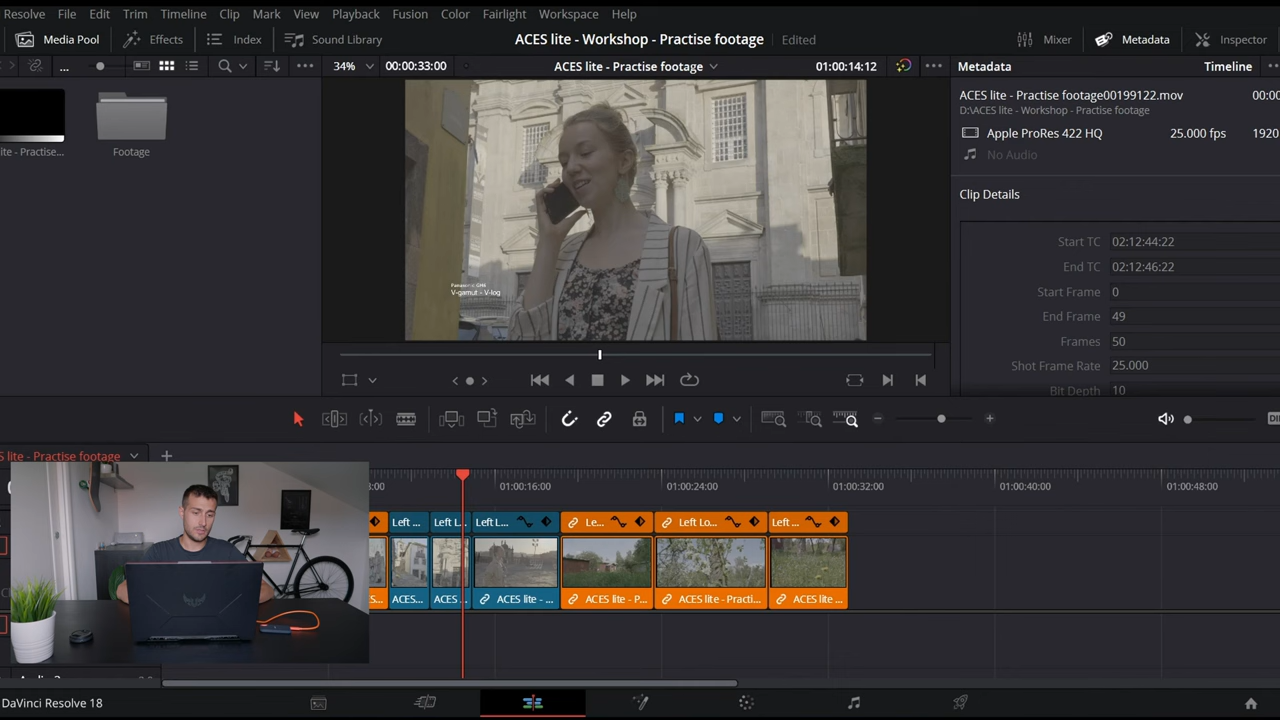 Resolve File Edit Trim Timeline Clip Mark View Playback Fusion Color Fairlight Workspace Help
Media Pool Effects Index Sound Library ACES lite - Workshop - Practise footage Edited Mixer Metadata Inspector
... 34% 00:00:33:00 ACES lite - Practise footage 01:00:14:12 Metadata Timeline
ACES lite - Practise footage00199122.mov 00:00
D:\ACES lite - Workshop - Practise footage
Apple ProRes 422 HQ 25.000 fps 1920
No Audio
ite - Practise... Footage
Clip Details
Start TC 02:12:44:22
End TC 02:12:46:22
Start Frame 0
End Frame 49
Frames 50
Shot Frame Rate 25.000
Bit Depth 10
Panasonic GH4
V-gamut - V-log
DI
S lite - Practise footage
01:00:16:00 01:00:24:00 01:00:32:00 01:00:40:00 01:00:48:00
Left ... Left L... Left L... Le... Left Lo... Left ...
S... ACES... ACES ACES lite - ... ACES lite - P... ACES lite - Practi... ACES lite ...
DaVinci Resolve 18